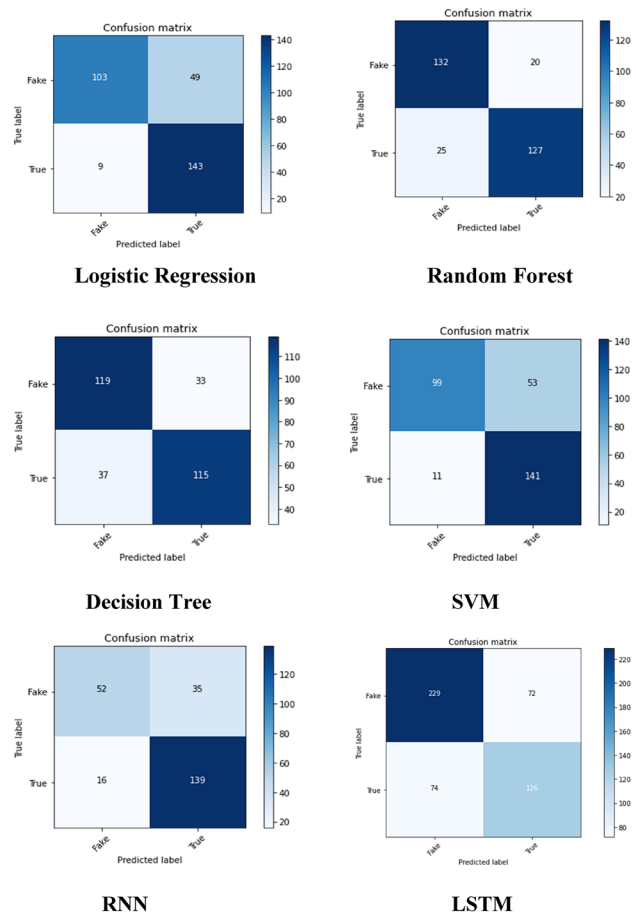 Confusion matrix
Fake
True
True label
103
49
9
143
Fake
True
Predicted label
140
120
100
80
60
40
20
Logistic Regression
Confusion matrix
Fake
True
True label
132
20
25
127
Fake
True
Predicted label
120
100
80
60
40
20
Random Forest
Confusion matrix
Fake
True
True label
119
33
37
115
Fake
True
Predicted label
110
100
90
80
70
60
50
40
Decision Tree
Confusion matrix
Fake
True
True label
99
53
11
141
Fake
True
Predicted label
140
120
100
80
60
40
20
SVM
Confusion matrix
Fake
True
True label
52
35
16
139
Fake
True
Predicted label
120
100
80
60
40
20
RNN
Confusion matrix
Fake
True
True label
229
72
74
126
Fake
True
Predicted label
220
200
180
160
140
120
100
80
LSTM